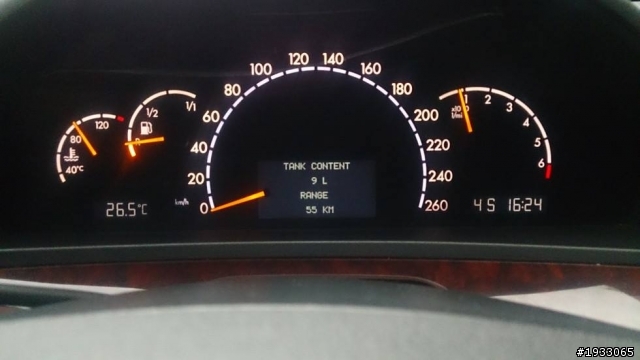 100 120 140 160
80 180
60 200
40 220
20 240
0 260
km/h
40°C 80 120
1/2 1/1
1 2 3 4 5 6
1/min
TANK CONTENT
9 L
RANGE
55 KM
26.5°C
4 S 16:24
#1933065